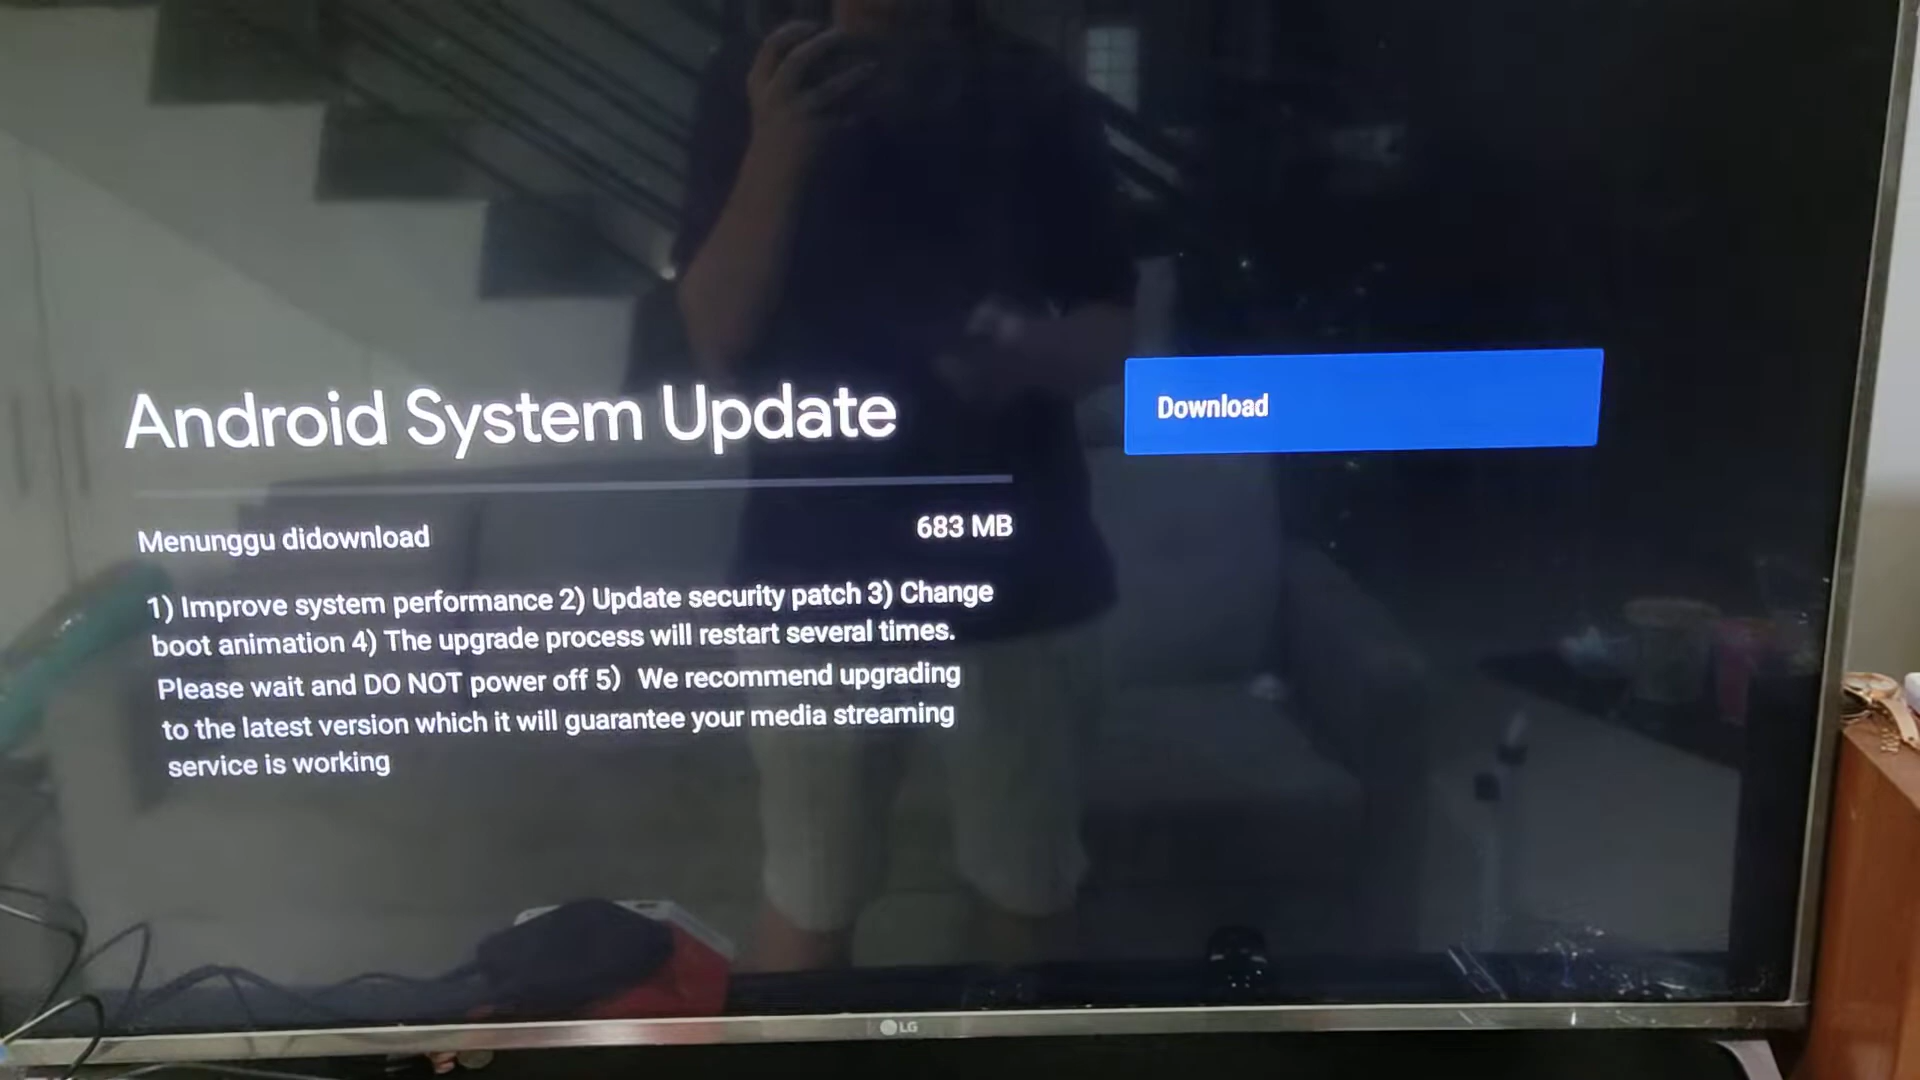 Android System Update
Download
Menunggu didownload
683 MB
1) Improve system performance 2) Update security patch 3) Change
boot animation 4) The upgrade process will restart several times.
Please wait and DO NOT power off 5)  We recommend upgrading
to the latest version which it will guarantee your media streaming
service is working
LG